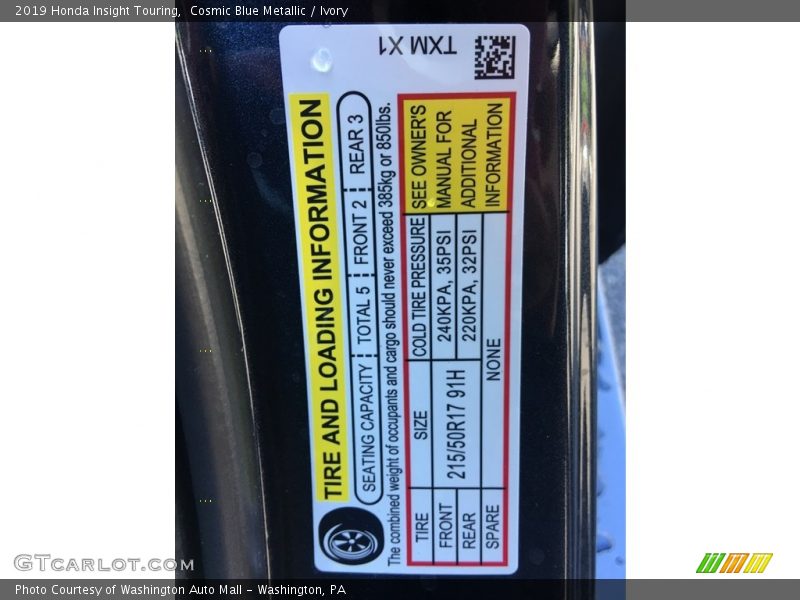 2019 Honda Insight Touring, Cosmic Blue Metallic / Ivory
TXM X1
TIRE AND LOADING INFORMATION
SEATING CAPACITY TOTAL 5 FRONT 2 REAR 3
The combined weight of occupants and cargo should never exceed 385kg or 850lbs.
TIRE SIZE COLD TIRE PRESSURE
FRONT 215/50R17 91H 240KPA, 35PSI
REAR 220KPA, 32PSI
SPARE NONE
SEE OWNER'S
MANUAL FOR
ADDITIONAL
INFORMATION
GTcarlot.com
Photo Courtesy of Washington Auto Mall - Washington, PA